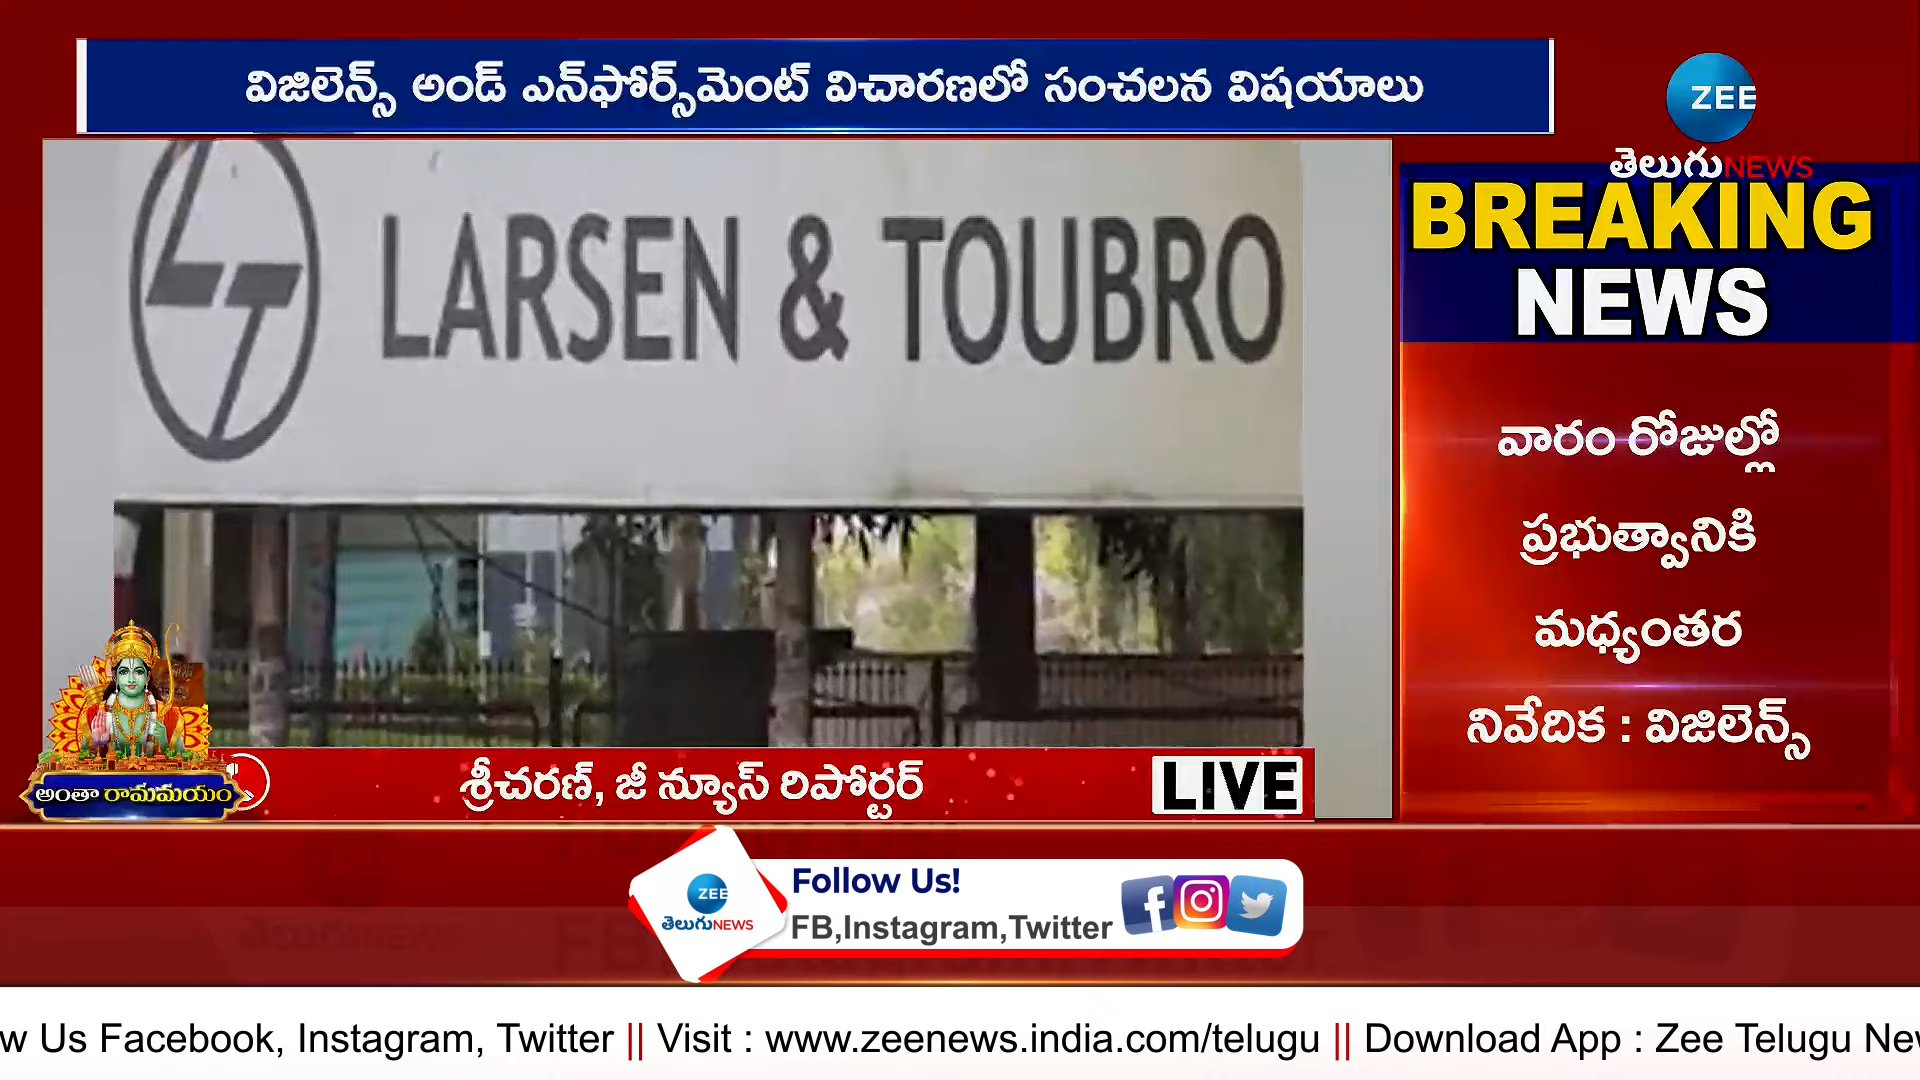 విజిలెన్స్ అండ్ ఎన్‌ఫోర్స్‌మెంట్ విచారణలో సంచలన విషయాలు
ZEE
తెలుగు NEWS
LT
LARSEN & TOUBRO
BREAKING
NEWS
వారం రోజుల్లో
ప్రభుత్వానికి
మధ్యంతర
నివేదిక : విజిలెన్స్
అంతా రామమయం
శ్రీచరణ్, జీ న్యూస్ రిపోర్టర్
LIVE
ZEE
తెలుగు NEWS
Follow Us!
FB,Instagram,Twitter
w Us Facebook, Instagram, Twitter || Visit : www.zeenews.india.com/telugu || Download App : Zee Telugu Nev